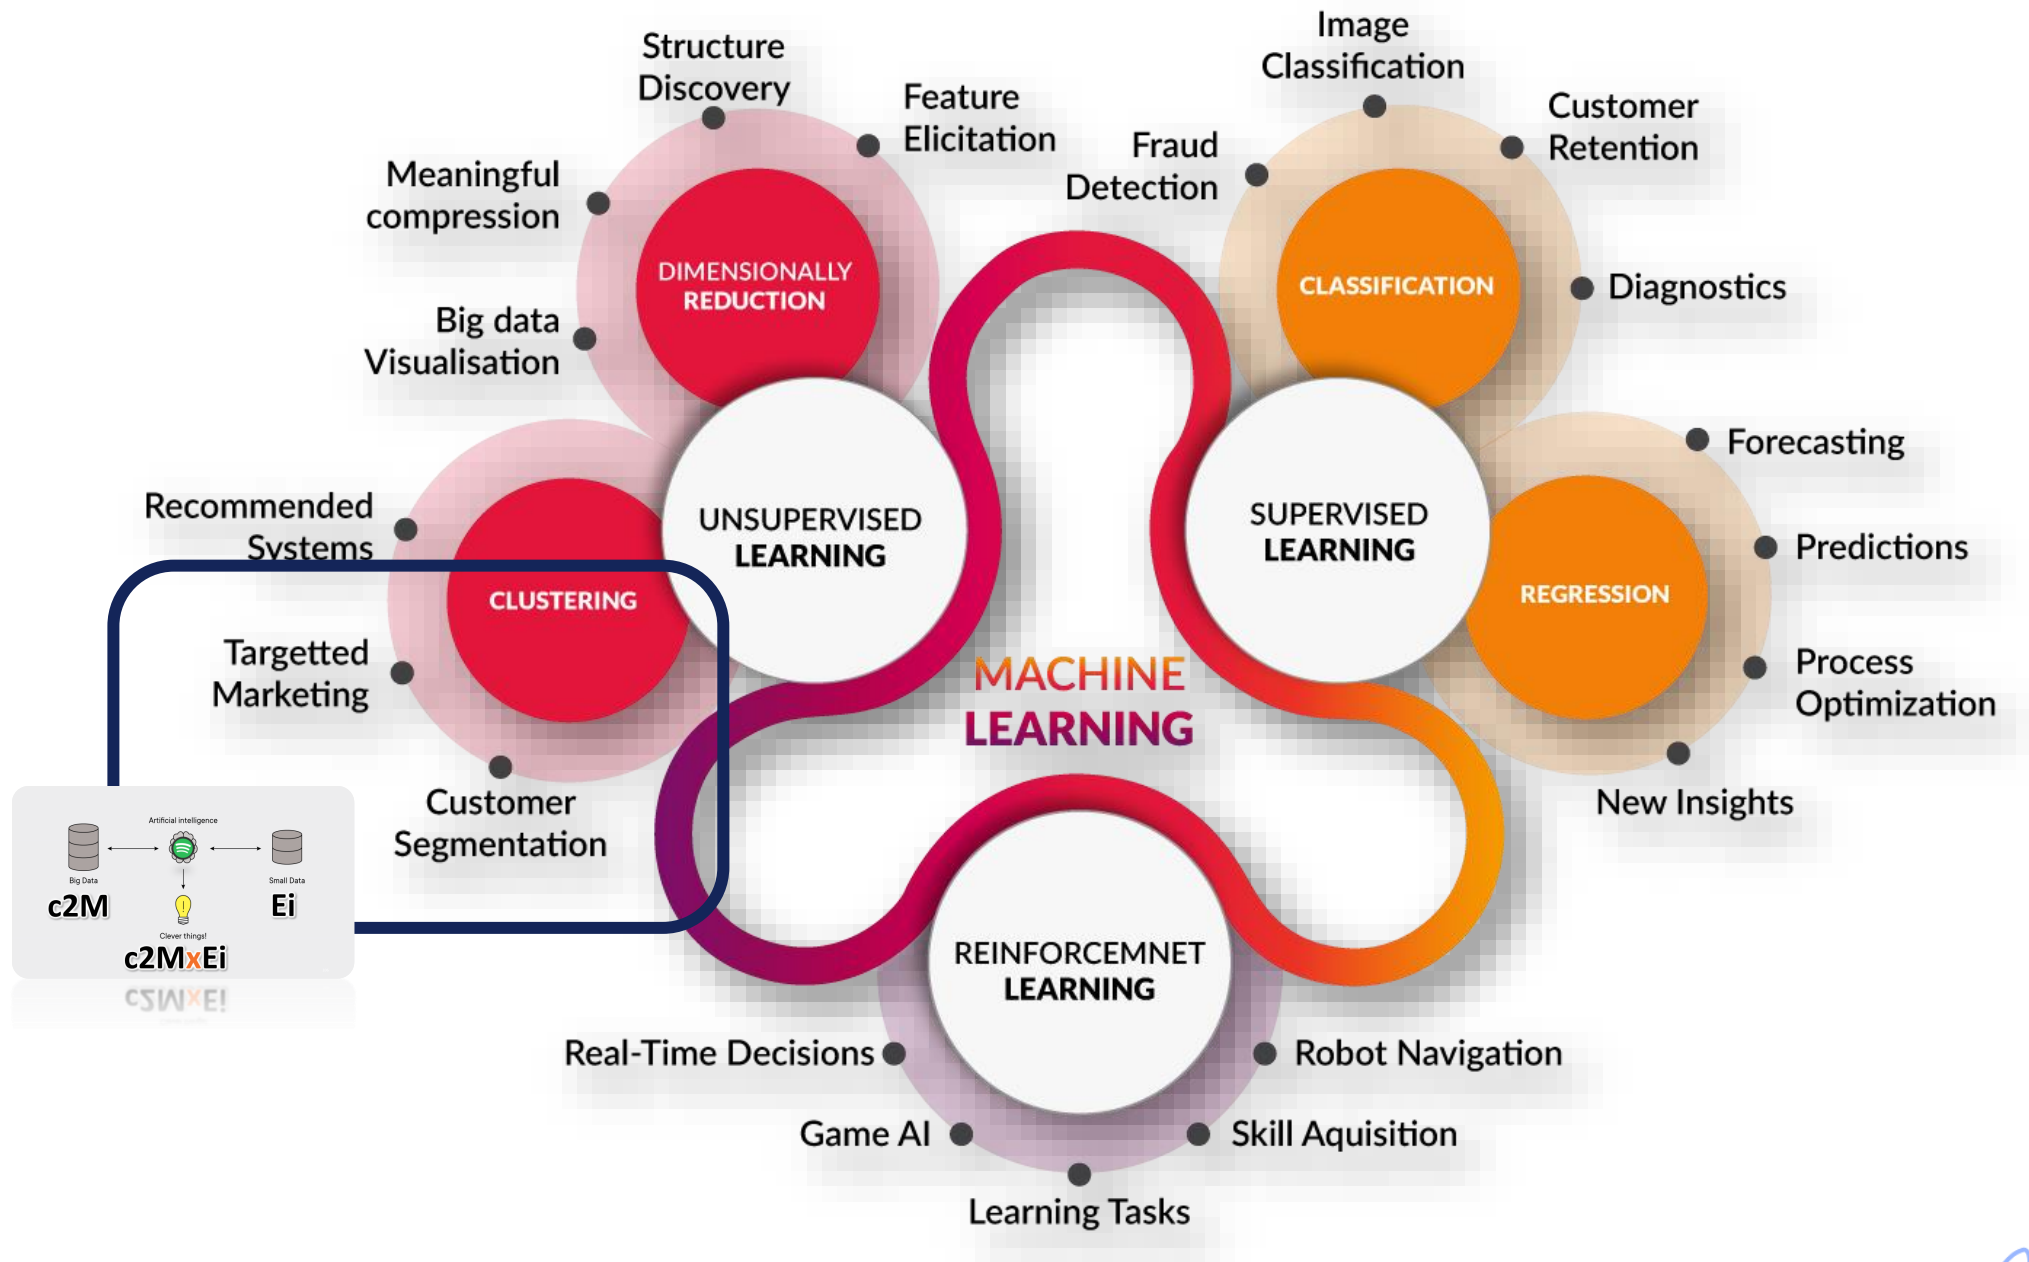 Structure
Discovery
Feature
Elicitation
Meaningful
compression
Big data
Visualisation
DIMENSIONALLY
REDUCTION
Image
Classification
Fraud
Detection
Customer
Retention
Diagnostics
CLASSIFICATION
Recommended
Systems
Targetted
Marketing
Customer
Segmentation
CLUSTERING
UNSUPERVISED
LEARNING
SUPERVISED
LEARNING
Forecasting
Predictions
Process
Optimization
New Insights
REGRESSION
MACHINE
LEARNING
Artificial intelligence
Big Data
Small Data
c2M
Ei
Clever things!
c2MxEi
REINFORCEMNET
LEARNING
Real-Time Decisions
Robot Navigation
Game AI
Skill Aquisition
Learning Tasks